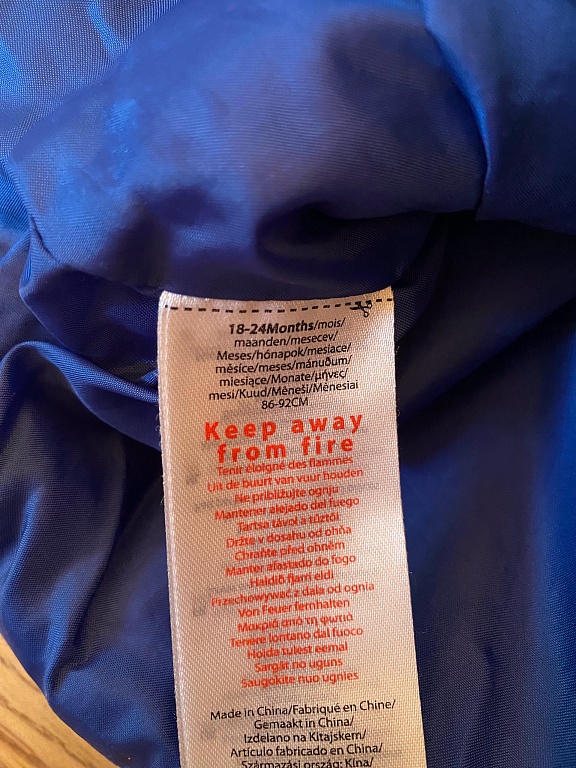 18-24Months/mois/
maanden/mesecev/
Meses/hónapok/mesiace/
měsíce/meses/mánuðum/
miesiące/Monate/μήνες/
mesi/Kuud/Mēneši/Mėnesiai
86-92CM
Keep away
from fire
Tenir éloigné des flammes
Uit de buurt van vuur houden
Ne približujte ognju
Mantener alejado del fuego
Tartsa távol a tűztől
Držte v dosahu od ohňa
Chraňte před ohněm
Manter afastado do fogo
Haldið fjarri eldi
Przechowywać z dala od ognia
Von Feuer fernhalten
Μακριά από τη φωτιά
Tenere lontano dal fuoco
Hoida tulest eemal
Sargāt no uguns
Saugokite nuo ugnies
Made in China/Fabriqué en Chine/
Gemaakt in China/
Izdelano na Kitajskem/
Artículo fabricado en China/
Származási ország: Kína/